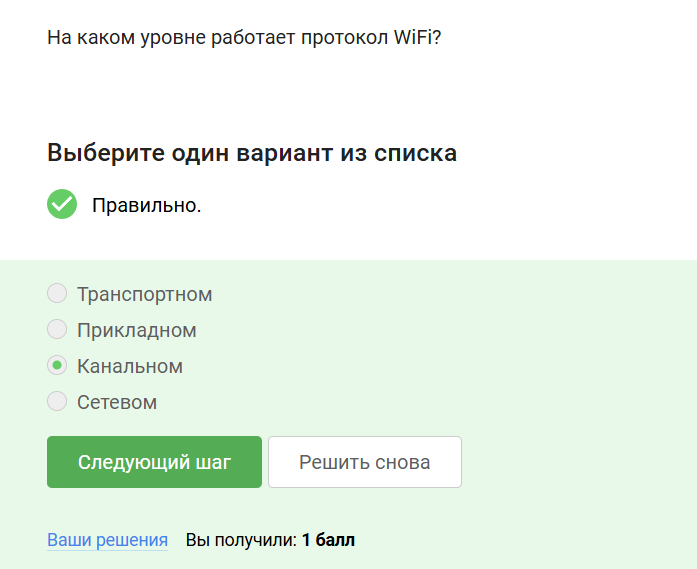 На каком уровне работает протокол WiFi?
Выберите один вариант из списка
Правильно.
Транспортном
Прикладном
Канальном
Сетевом
Следующий шаг Решить снова
Ваши решения Вы получили: 1 балл